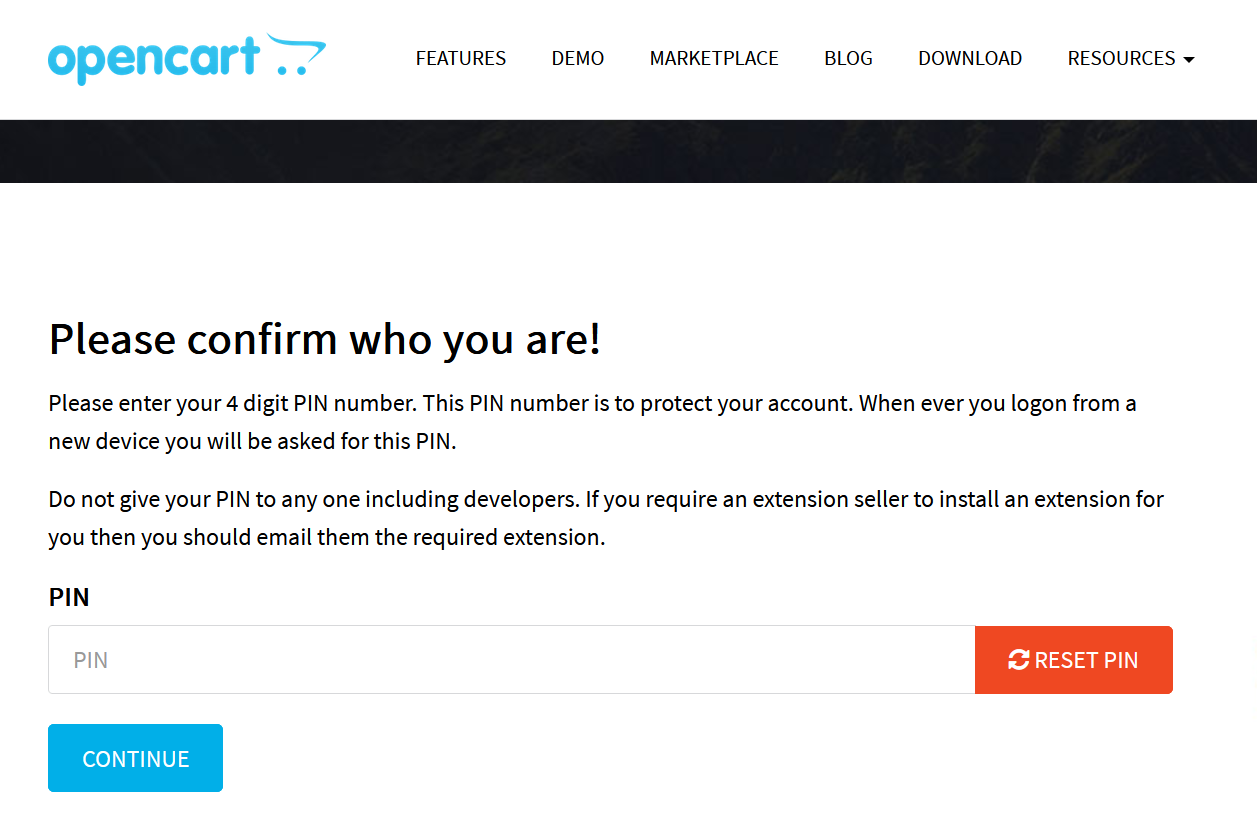 opencart
FEATURES DEMO MARKETPLACE BLOG DOWNLOAD RESOURCES
Please confirm who you are!
Please enter your 4 digit PIN number. This PIN number is to protect your account. When ever you logon from a
new device you will be asked for this PIN.
Do not give your PIN to any one including developers. If you require an extension seller to install an extension for
you then you should email them the required extension.
PIN
PIN
RESET PIN
CONTINUE